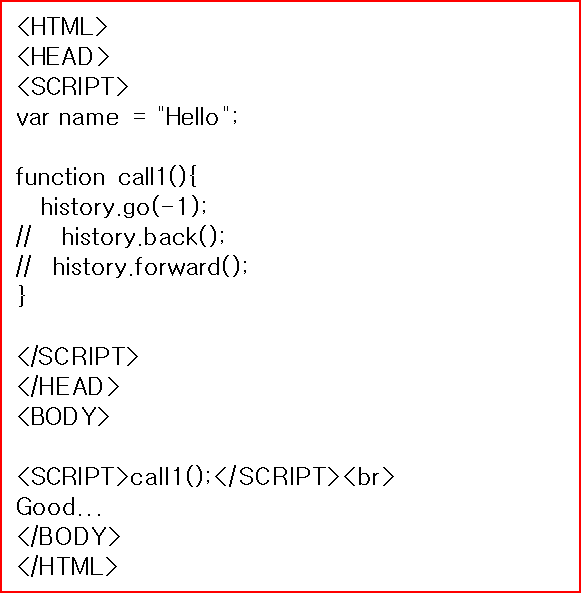 <HTML>
<HEAD>
<SCRIPT>
var name = "Hello";
function call1(){
history.go(-1);
// history.back();
// history.forward();
}
</SCRIPT>
</HEAD>
<BODY>
<SCRIPT>call1();</SCRIPT><br>
Good...
</BODY>
</HTML>